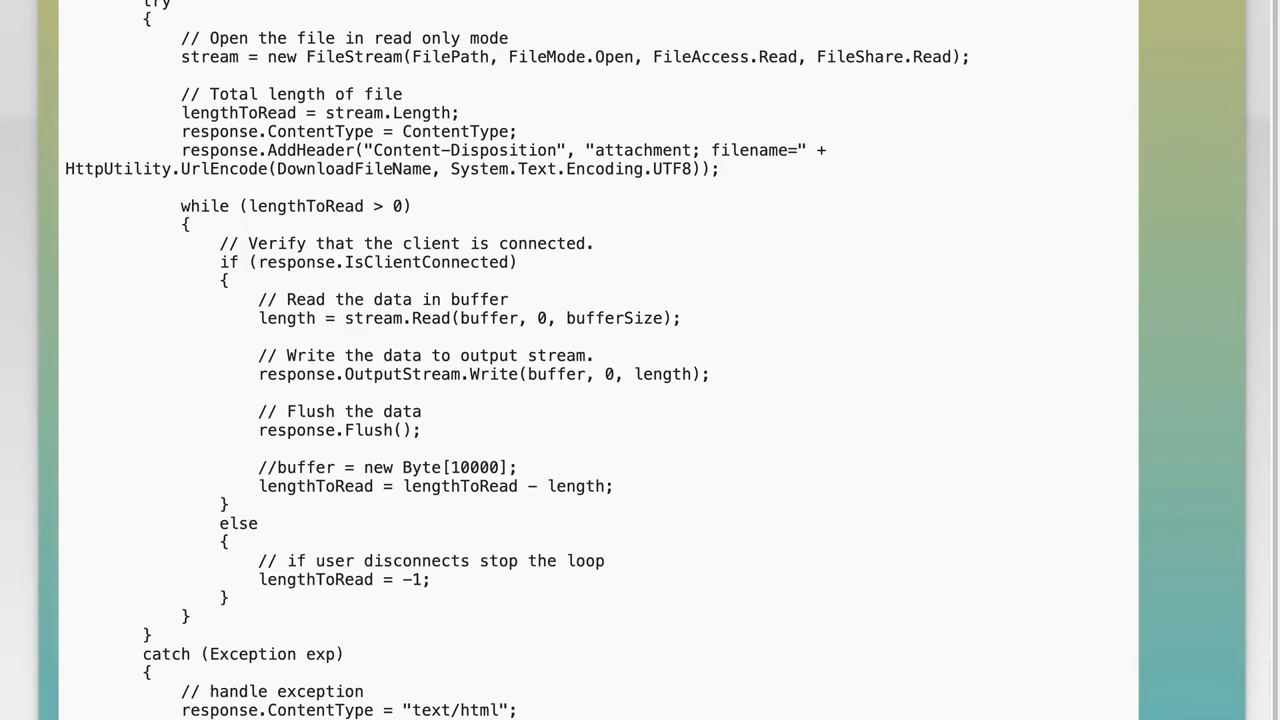 try
{
// Open the file in read only mode
stream = new FileStream(FilePath, FileMode.Open, FileAccess.Read, FileShare.Read);
// Total length of file
lengthToRead = stream.Length;
response.ContentType = ContentType;
response.AddHeader("Content-Disposition", "attachment; filename=" +
HttpUtility.UrlEncode(DownloadFileName, System.Text.Encoding.UTF8));
while (lengthToRead > 0)
{
// Verify that the client is connected.
if (response.IsClientConnected)
{
// Read the data in buffer
length = stream.Read(buffer, 0, bufferSize);
// Write the data to output stream.
response.OutputStream.Write(buffer, 0, length);
// Flush the data
response.Flush();
//buffer = new Byte[10000];
lengthToRead = lengthToRead - length;
}
else
{
// if user disconnects stop the loop
lengthToRead = -1;
}
}
}
catch (Exception exp)
{
// handle exception
response.ContentType = "text/html";